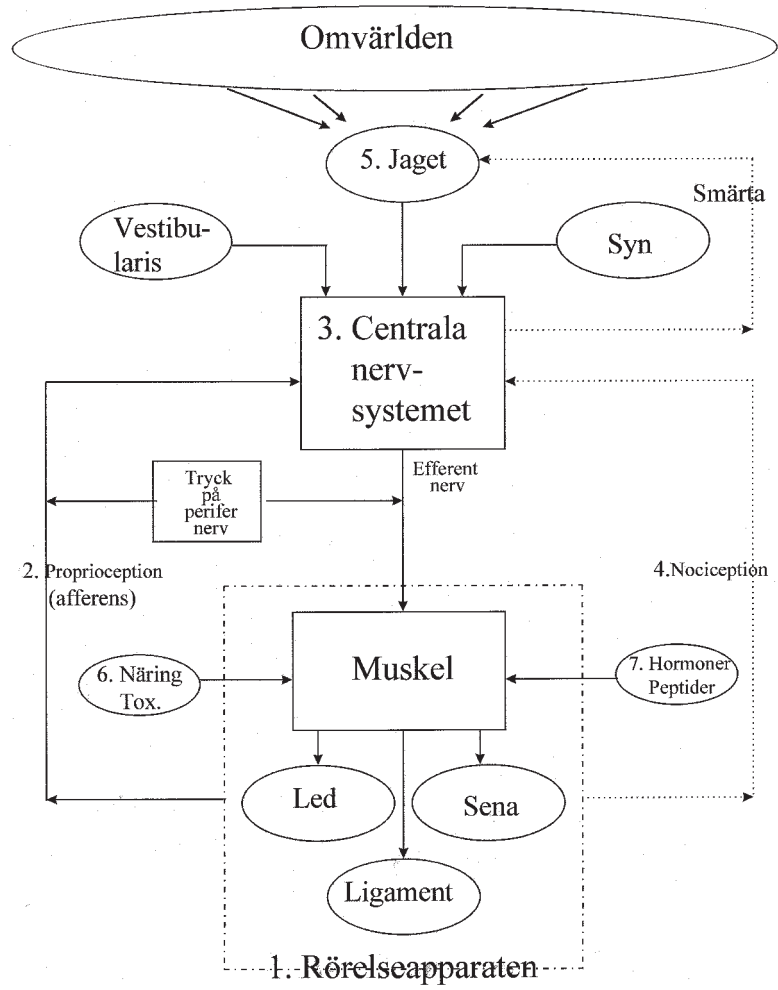 Omvärlden
5. Jaget
Smärta
Vestibu-
laris
Syn
3. Centrala
nerv-
systemet
Efferent
nerv
Tryck
på
perifer
nerv
2. Proprioception
(afferens)
4.Nociception
Muskel
6. Näring
Tox.
7. Hormoner
Peptider
Led
Sena
Ligament
1. Rörelseapparaten